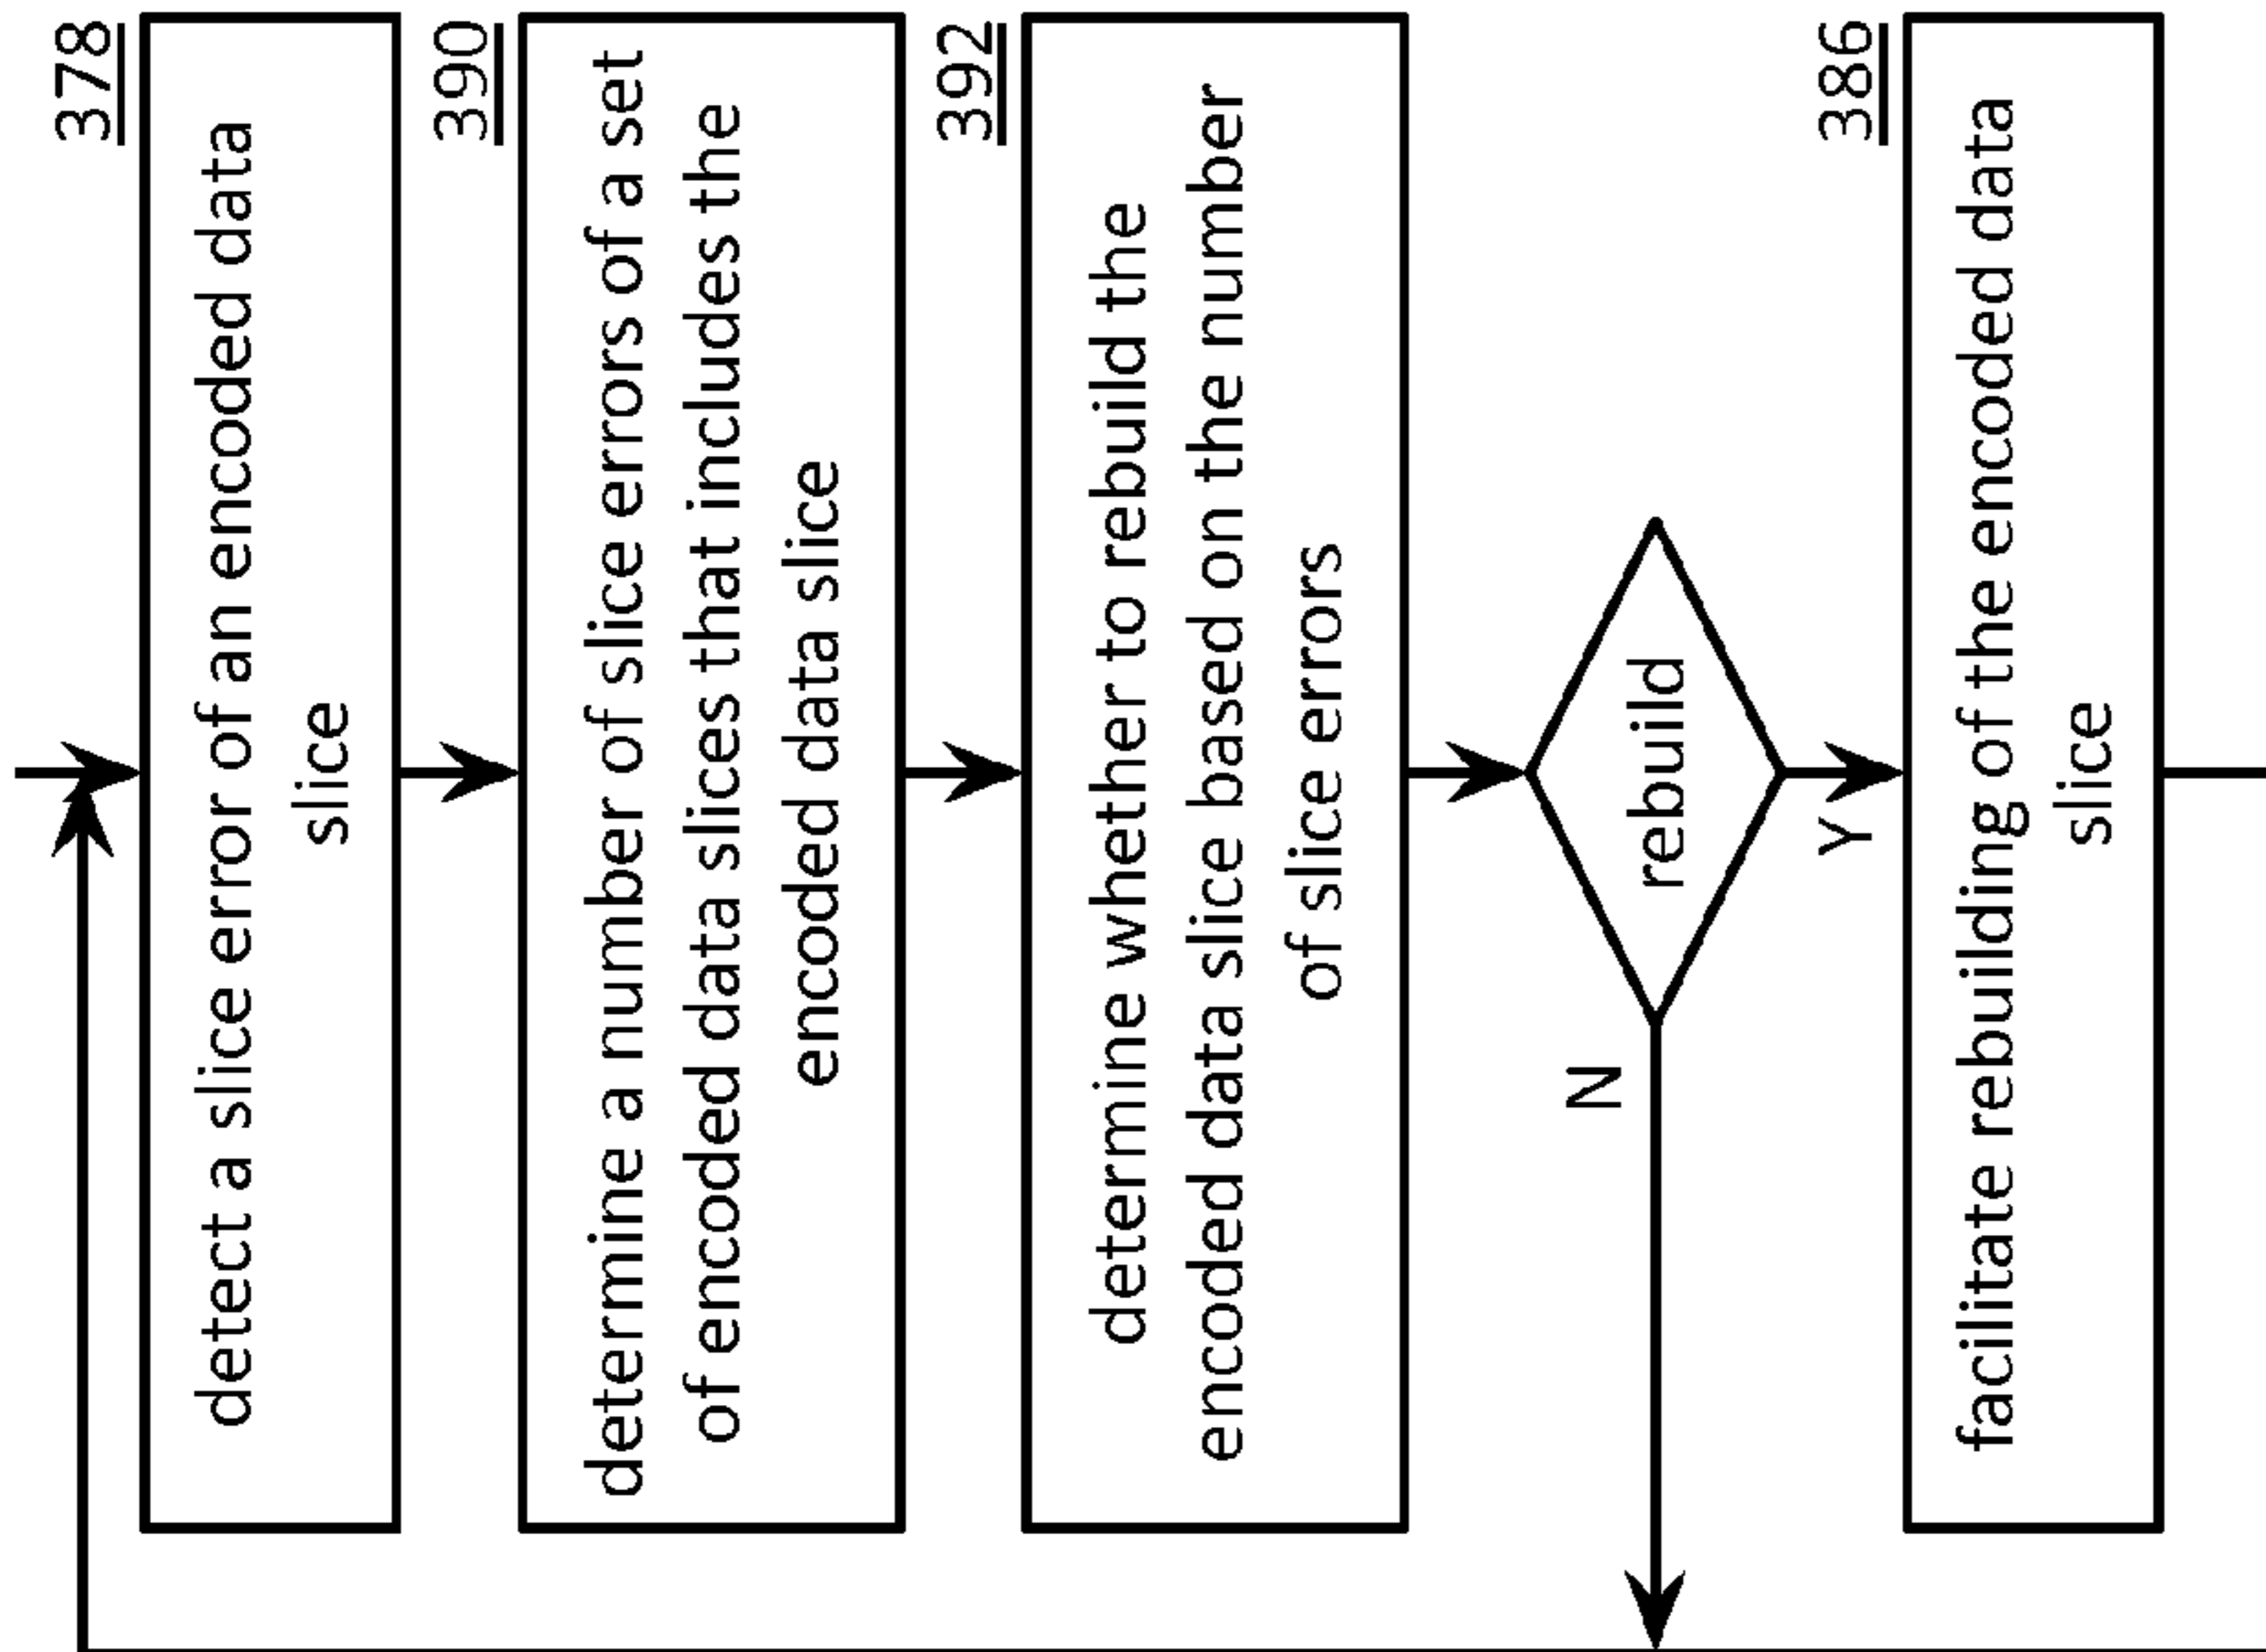 378
detect a slice error of an encoded data
slice
390
determine a number of slice errors of a set
of encoded data slices that includes the
encoded data slice
392
determine whether to rebuild the
encoded data slice based on the number
of slice errors
rebuild
N
Y
386
facilitate rebuilding of the encoded data
slice